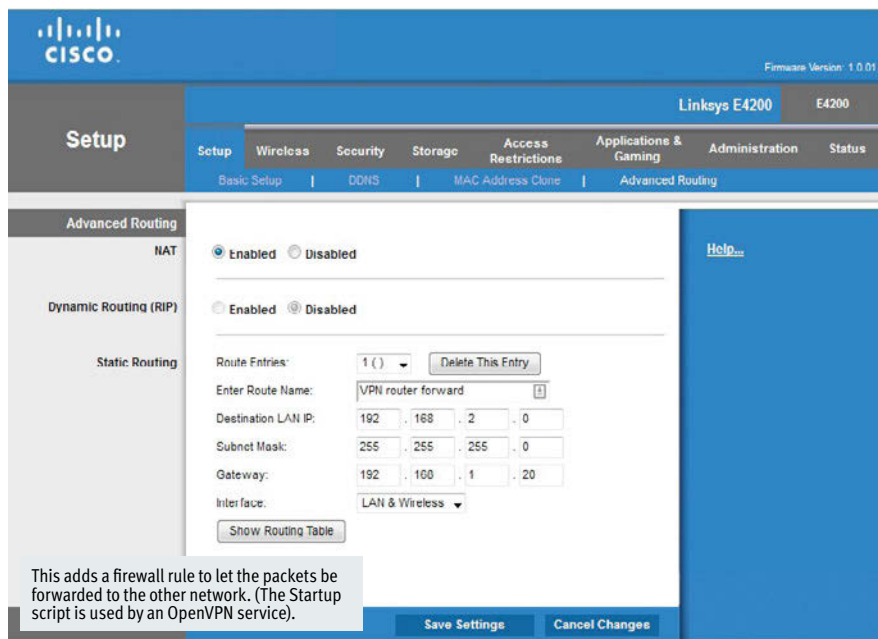 CISCO.
Firmware Version: 1.0.01
Linksys E4200
E4200
Setup
Setup
Wireless
Security
Storage
Access Restrictions
Applications & Gaming
Administration
Status
Basic Setup | DDNS | MAC Address Clone | Advanced Routing
Advanced Routing
NAT
Enabled Disabled
Help...
Dynamic Routing (RIP)
Enabled Disabled
Static Routing
Route Entries: 1 ( ) Delete This Entry
Enter Route Name: VPN router forward
Destination LAN IP: 192 . 168 . 2 . 0
Subnet Mask: 255 . 255 . 255 . 0
Gateway: 192 . 168 . 1 . 20
Interface: LAN & Wireless
Show Routing Table
This adds a firewall rule to let the packets be
forwarded to the other network. (The Startup
script is used by an OpenVPN service).
Save Settings
Cancel Changes